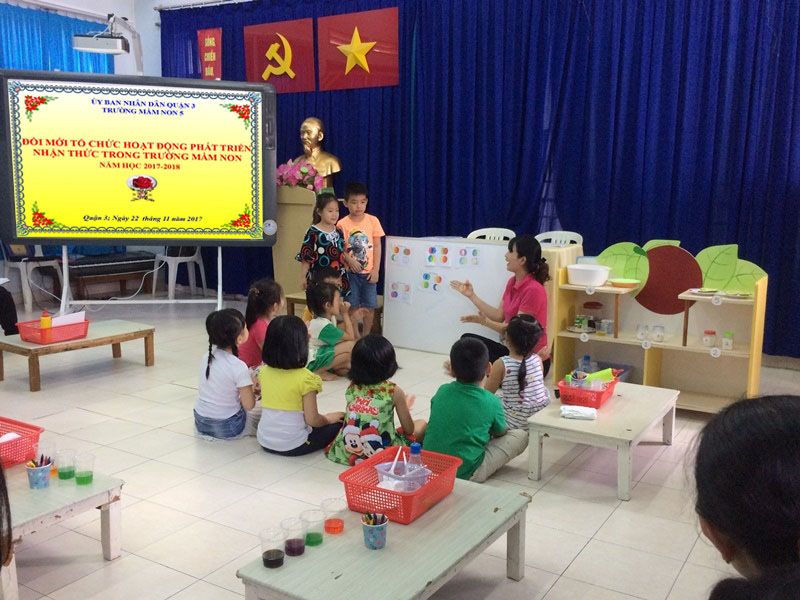 ỦY BAN NHÂN DÂN QUẬN 3
TRƯỜNG MẦM NON 5
ĐỔI MỚI TỔ CHỨC HOẠT ĐỘNG PHÁT TRIỂN
NHẬN THỨC TRONG TRƯỜNG MẦM NON
NĂM HỌC 2017-2018
Quận 3; Ngày 22 tháng 11 năm 2017